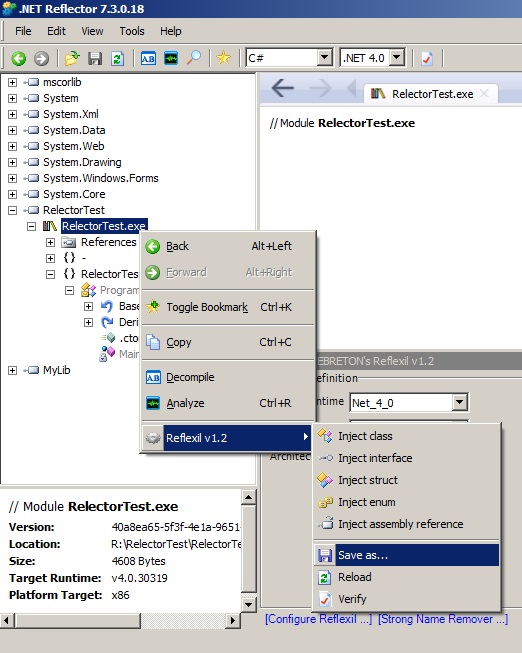 .NET Reflector 7.3.0.18
File Edit View Tools Help
C# .NET 4.0
mscorlib
System
System.Xml
System.Data
System.Web
System.Drawing
System.Windows.Forms
System.Core
RelectorTest
RelectorTest.exe
References
{ } -
{ } RelectorTes
Program
Base
Deri
.cto
Main
MyLib
RelectorTest.exe
// Module RelectorTest.exe
Back Alt+Left
Forward Alt+Right
Toggle Bookmark Ctrl+K
Copy Ctrl+C
Decompile
Analyze Ctrl+R
Reflexil v1.2
EBRETON's Reflexil v1.2
efinition
ntime Net_4_0
Architec
Inject class
Inject interface
Inject struct
Inject enum
Inject assembly reference
Save as...
Reload
Verify
[Configure Reflexil ...] [Strong Name Remover ...]
// Module RelectorTest.exe
Version: 40a8ea65-5f3f-4e1a-9651-
Location: R:\RelectorTest\RelectorTe
Size: 4608 Bytes
Target Runtime v4.0.30319
Platform Target: x86